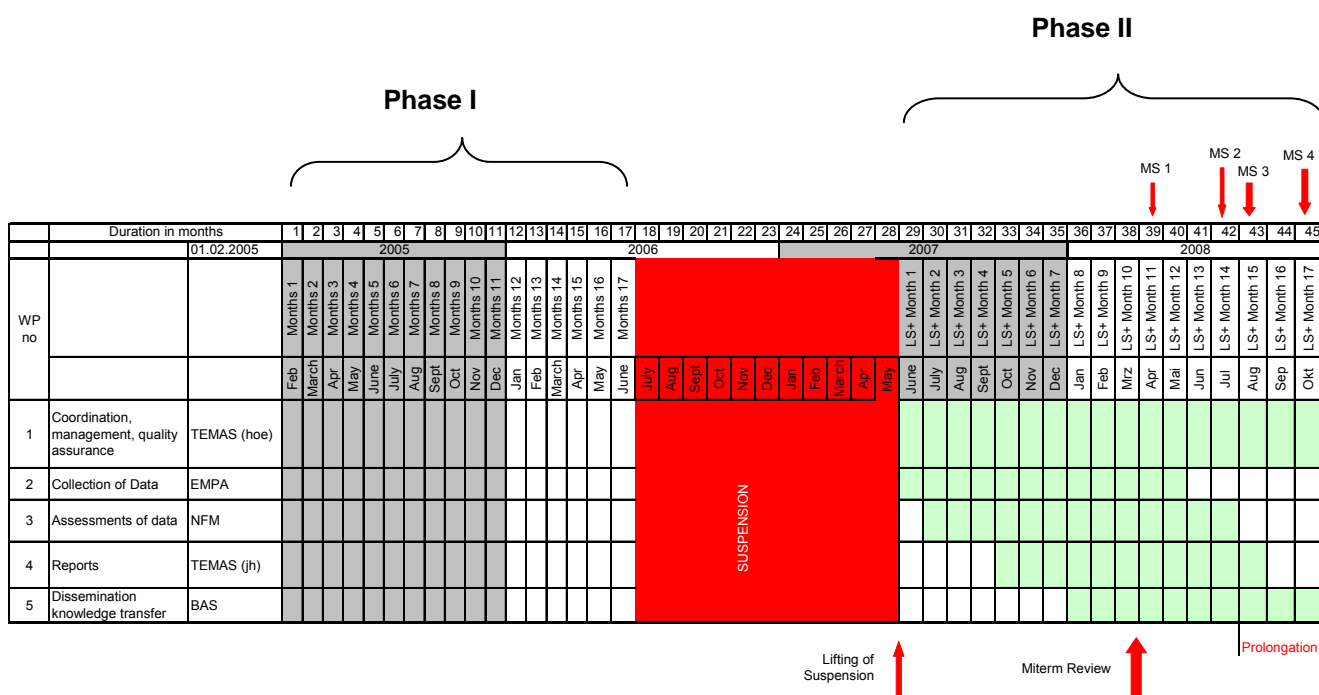 Phase II
Phase I
MS 1
MS 2
MS 3
MS 4
Duration in months 1 2 3 4 5 6 7 8 9 10 11 12 13 14 15 16 17 18 19 20 21 22 23 24 25 26 27 28 29 30 31 32 33 34 35 36 37 38 39 40 41 42 43 44 45
01.02.2005 2005 2006 2007 2008
WP
no
Months 1 Months 2 Months 3 Months 4 Months 5 Months 6 Months 7 Months 8 Months 9 Months 10 Months 11 Months 12 Months 13 Months 14 Months 15 Months 16 Months 17 LS+ Month 1 LS+ Month 2 LS+ Month 3 LS+ Month 4 LS+ Month 5 LS+ Month 6 LS+ Month 7 LS+ Month 8 LS+ Month 9 LS+ Month 10 LS+ Month 11 LS+ Month 12 LS+ Month 13 LS+ Month 14 LS+ Month 15 LS+ Month 16 LS+ Month 17
Feb March Apr May June July Aug Sept Oct Nov Dec Jan Feb March Apr May June July Aug Sept Oct Nov Dec Jan Feb March Apr May June July Aug Sept Oct Nov Dec Jan Feb Mrz Apr Mai Jun Jul Aug Sep Okt
1
Coordination,
management, quality
assurance
TEMAS (hoe)
2 Collection of Data EMPA
3 Assessments of data NFM
SUSPENSION
4 Reports TEMAS (jh)
5
Dissemination
knowledge transfer
BAS
Lifting of
Suspension
Miterm Review
Prolongation